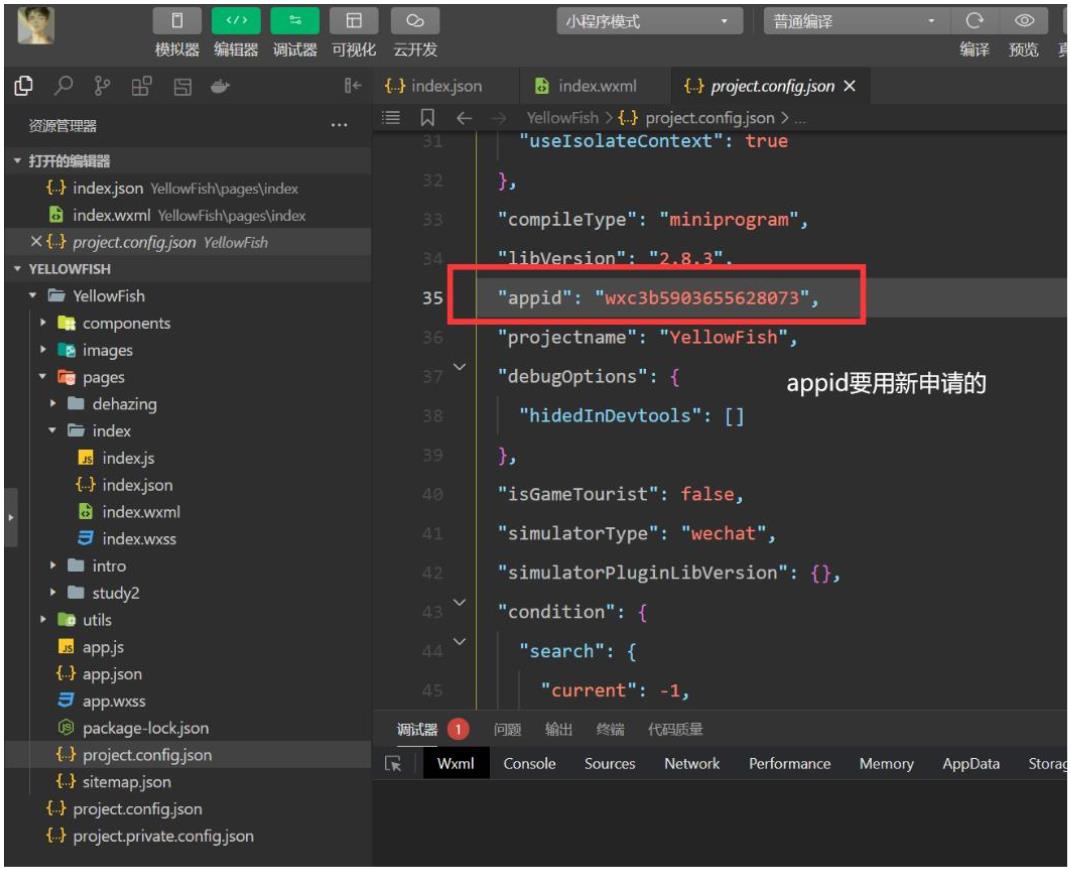 模拟器 编辑器 调试器 可视化 云开发
小程序模式 普通编译
编译 预览
资源管理器
打开的编辑器
{..} index.json YellowFish\pages\index
index.wxml YellowFish\pages\index
{..} project.config.json YellowFish
YELLOWFISH
YellowFish
components
images
pages
dehazing
index
JS index.js
{..} index.json
index.wxml
index.wxss
intro
study2
utils
JS app.js
{..} app.json
app.wxss
package-lock.json
{..} project.config.json
{..} sitemap.json
{..} project.config.json
{..} project.private.config.json
{..} index.json index.wxml {..} project.config.json
YellowFish > {..} project.config.json > ...
31 "useIsolateContext": true
32 },
33 "compileType": "miniprogram",
34 "libVersion": "2.8.3",
35 "appid": "wxc3b5903655628073",
36 "projectname": "YellowFish",
37 "debugOptions": {
appid要用新申请的
38 "hidedInDevtools": []
39 },
40 "isGameTourist": false,
41 "simulatorType": "wechat",
42 "simulatorPluginLibVersion": {},
43 "condition": {
44 "search": {
45 "current": -1,
调试器 1 问题 输出 终端 代码质量
Wxml Console Sources Network Performance Memory AppData Storag